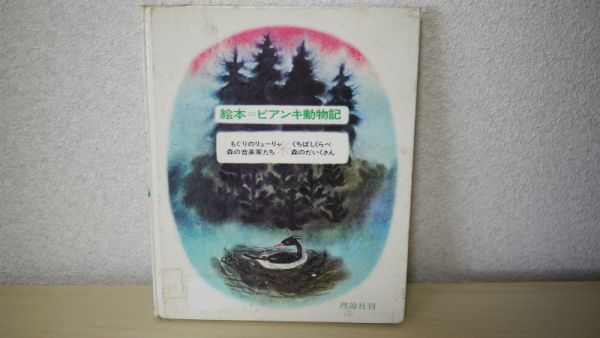 絵本=ビアンキ動物記
もぐりのリューリャ
森の音楽家たち
くちばしくらべ
森のだいくさん
理論社刊